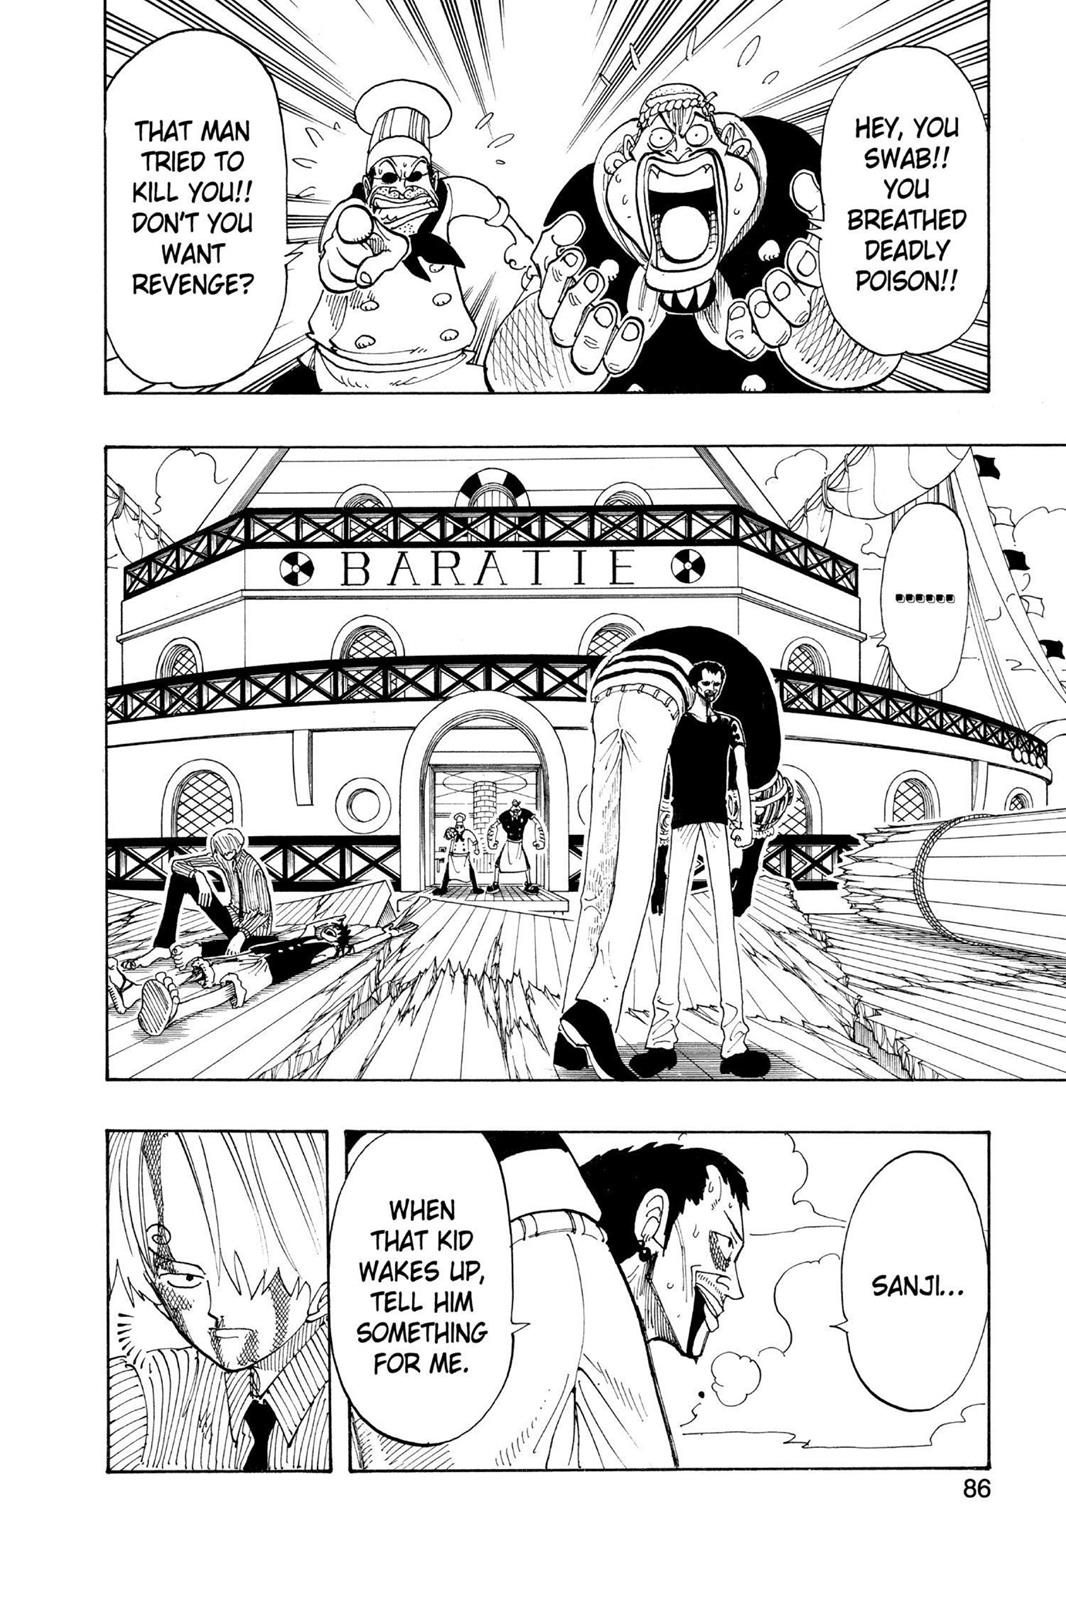 HEY, YOU
SWAB!!
YOU
BREATHED
DEADLY
POISON!!
THAT MAN
TRIED TO
KILL YOU!!
DON'T YOU
WANT
REVENGE?
BARATIE
......
SANJI...
WHEN
THAT KID
WAKES UP,
TELL HIM
SOMETHING
FOR ME.
86